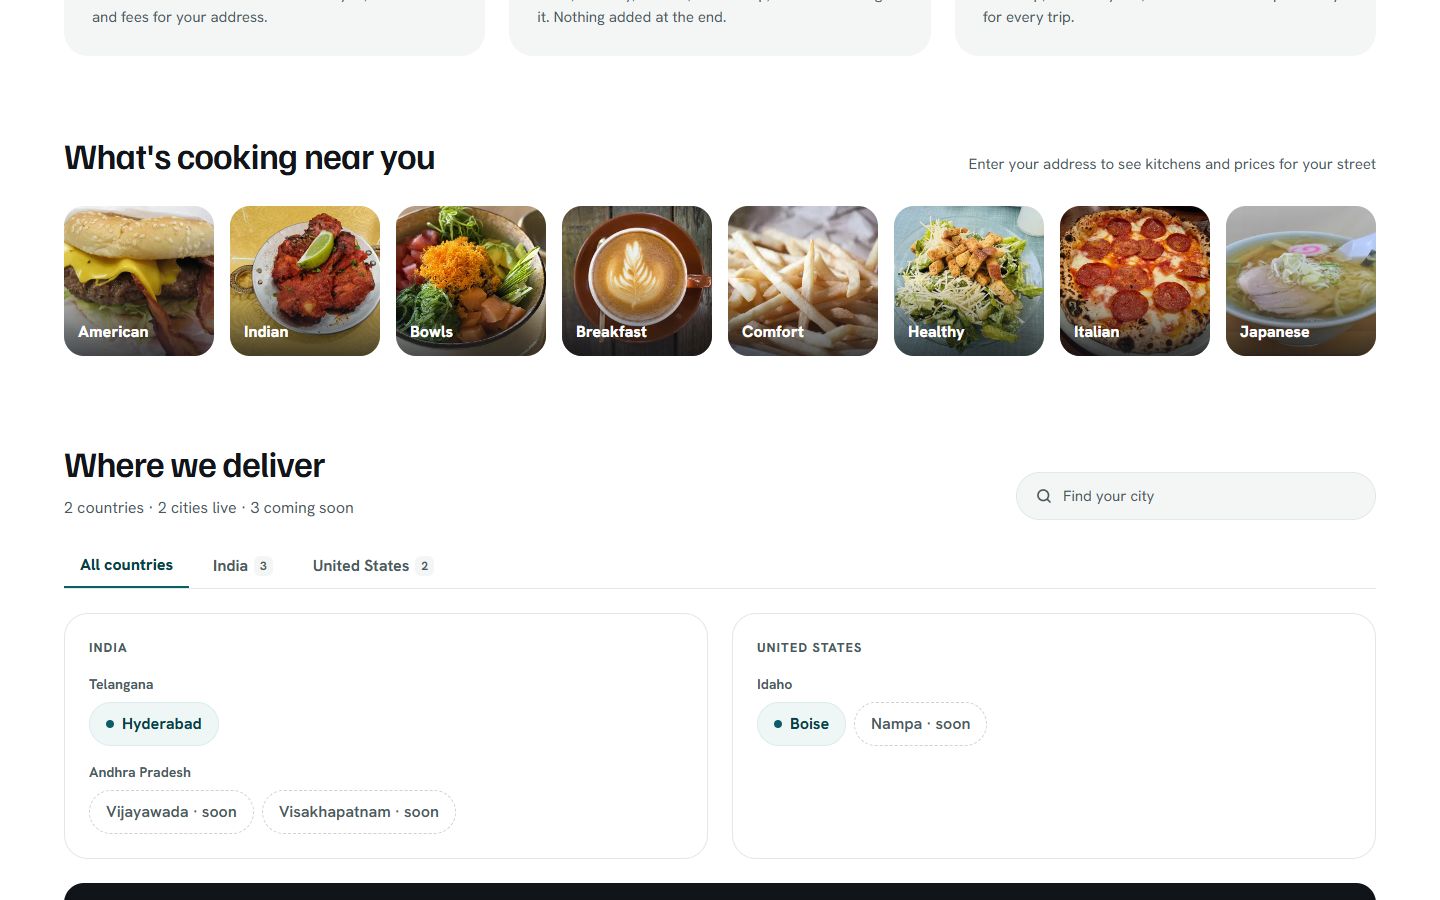 and fees for your address.
it. Nothing added at the end.
for every trip.
What's cooking near you
Enter your address to see kitchens and prices for your street
American
Indian
Bowls
Breakfast
Comfort
Healthy
Italian
Japanese
Where we deliver
2 countries · 2 cities live · 3 coming soon
Find your city
All countries
India 3
United States 2
INDIA
Telangana
Hyderabad
Andhra Pradesh
Vijayawada · soon
Visakhapatnam · soon
UNITED STATES
Idaho
Boise
Nampa · soon